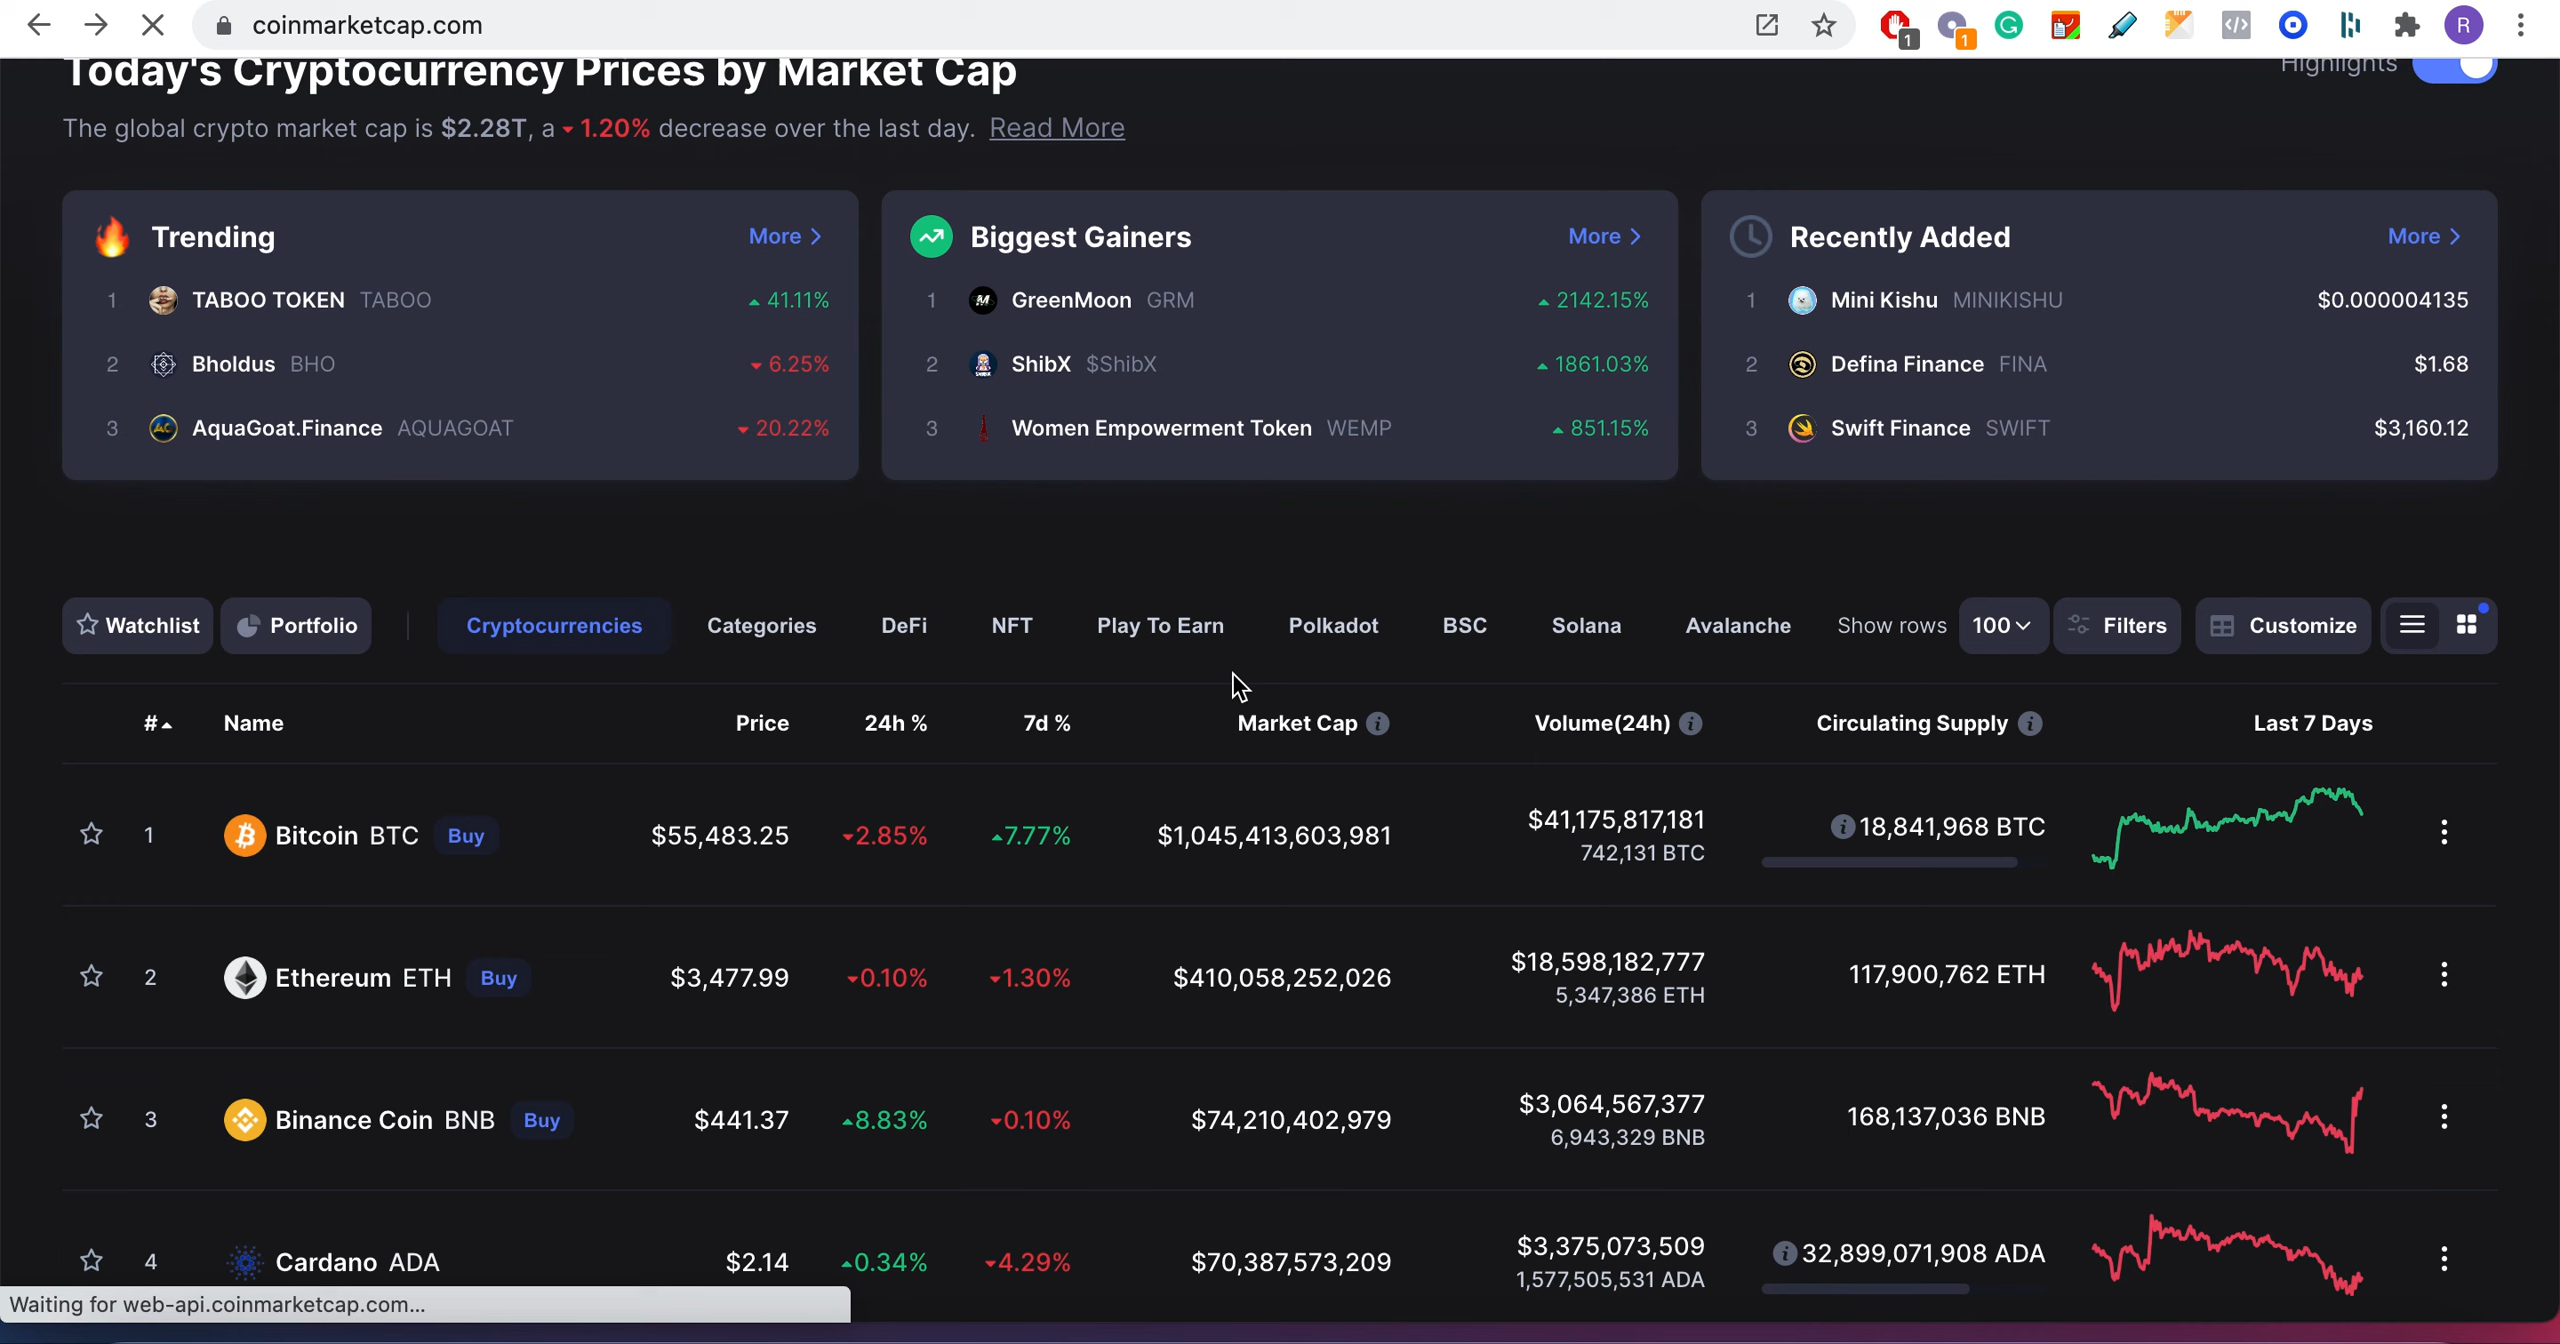 coinmarketcap.com
1
1
R
Today's Cryptocurrency Prices by Market Cap
Highlights
The global crypto market cap is $2.28T, a 1.20% decrease over the last day. Read More
Trending
More
1 TABOO TOKEN TABOO 41.11%
2 Bholdus BHO 6.25%
3 AquaGoat.Finance AQUAGOAT 20.22%
Biggest Gainers
More
1 GreenMoon GRM 2142.15%
2 ShibX $ShibX 1861.03%
3 Women Empowerment Token WEMP 851.15%
Recently Added
More
1 Mini Kishu MINIKISHU $0.000004135
2 Defina Finance FINA $1.68
3 Swift Finance SWIFT $3,160.12
Watchlist Portfolio Cryptocurrencies Categories DeFi NFT Play To Earn Polkadot BSC Solana Avalanche Show rows 100 Filters Customize
# Name Price 24h % 7d % Market Cap Volume(24h) Circulating Supply Last 7 Days
1 Bitcoin BTC Buy $55,483.25 2.85% 7.77% $1,045,413,603,981 $41,175,817,181 18,841,968 BTC
742,131 BTC
2 Ethereum ETH Buy $3,477.99 0.10% 1.30% $410,058,252,026 $18,598,182,777 117,900,762 ETH
5,347,386 ETH
3 Binance Coin BNB Buy $441.37 8.83% 0.10% $74,210,402,979 $3,064,567,377 168,137,036 BNB
6,943,329 BNB
4 Cardano ADA $2.14 0.34% 4.29% $70,387,573,209 $3,375,073,509 32,899,071,908 ADA
1,577,505,531 ADA
Waiting for web-api.coinmarketcap.com...